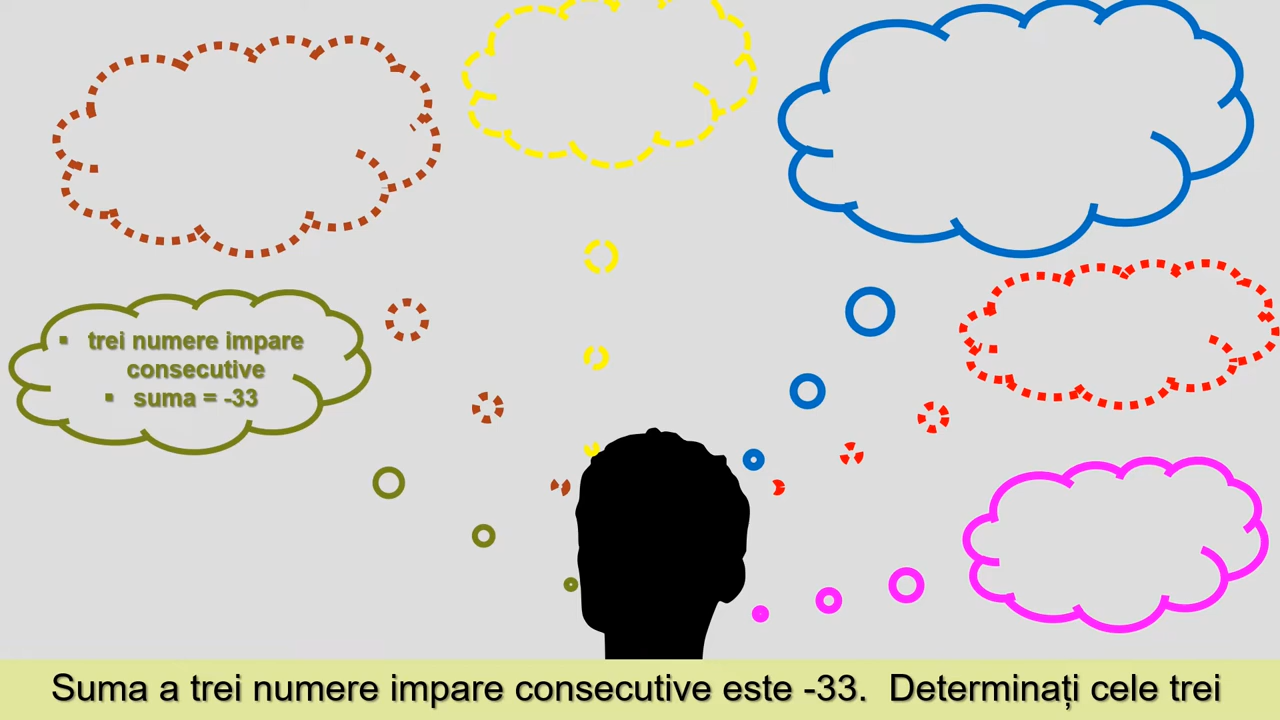 ▪ trei numere impare
consecutive
▪ suma = -33
Suma a trei numere impare consecutive este -33. Determinați cele trei